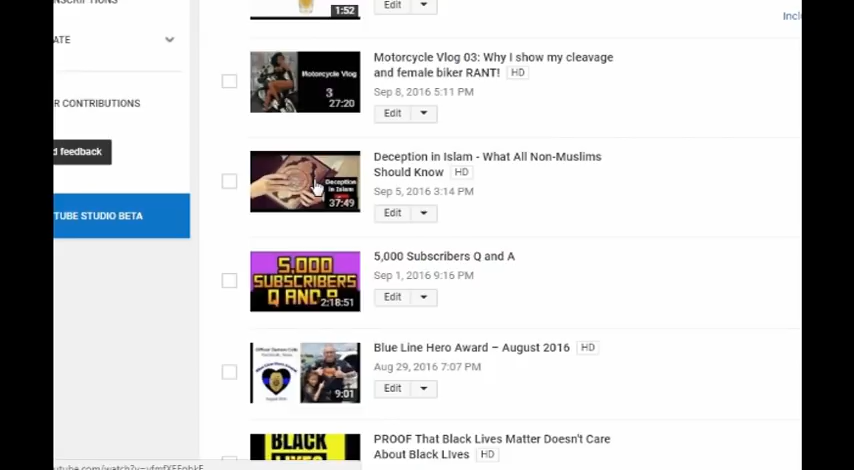 1:52
Edit
Motorcycle Vlog 03: Why I show my cleavage
and female biker RANT! HD
Sep 8, 2016 5:11 PM
Edit
Motorcycle Vlog
3
27:20
Deception in Islam - What All Non-Muslims
Should Know HD
Sep 5, 2016 3:14 PM
Edit
Deception
in Islam
37:49
5,000 Subscribers Q and A
Sep 1, 2016 9:16 PM
Edit
5,000
SUBSCRIBERS
Q AND A
2:18:51
Blue Line Hero Award – August 2016 HD
Aug 29, 2016 7:07 PM
Edit
9:01
PROOF That Black Lives Matter Doesn't Care
About Black Lives HD
BLACK
LIVES
ATE
R CONTRIBUTIONS
d feedback
TUBE STUDIO BETA